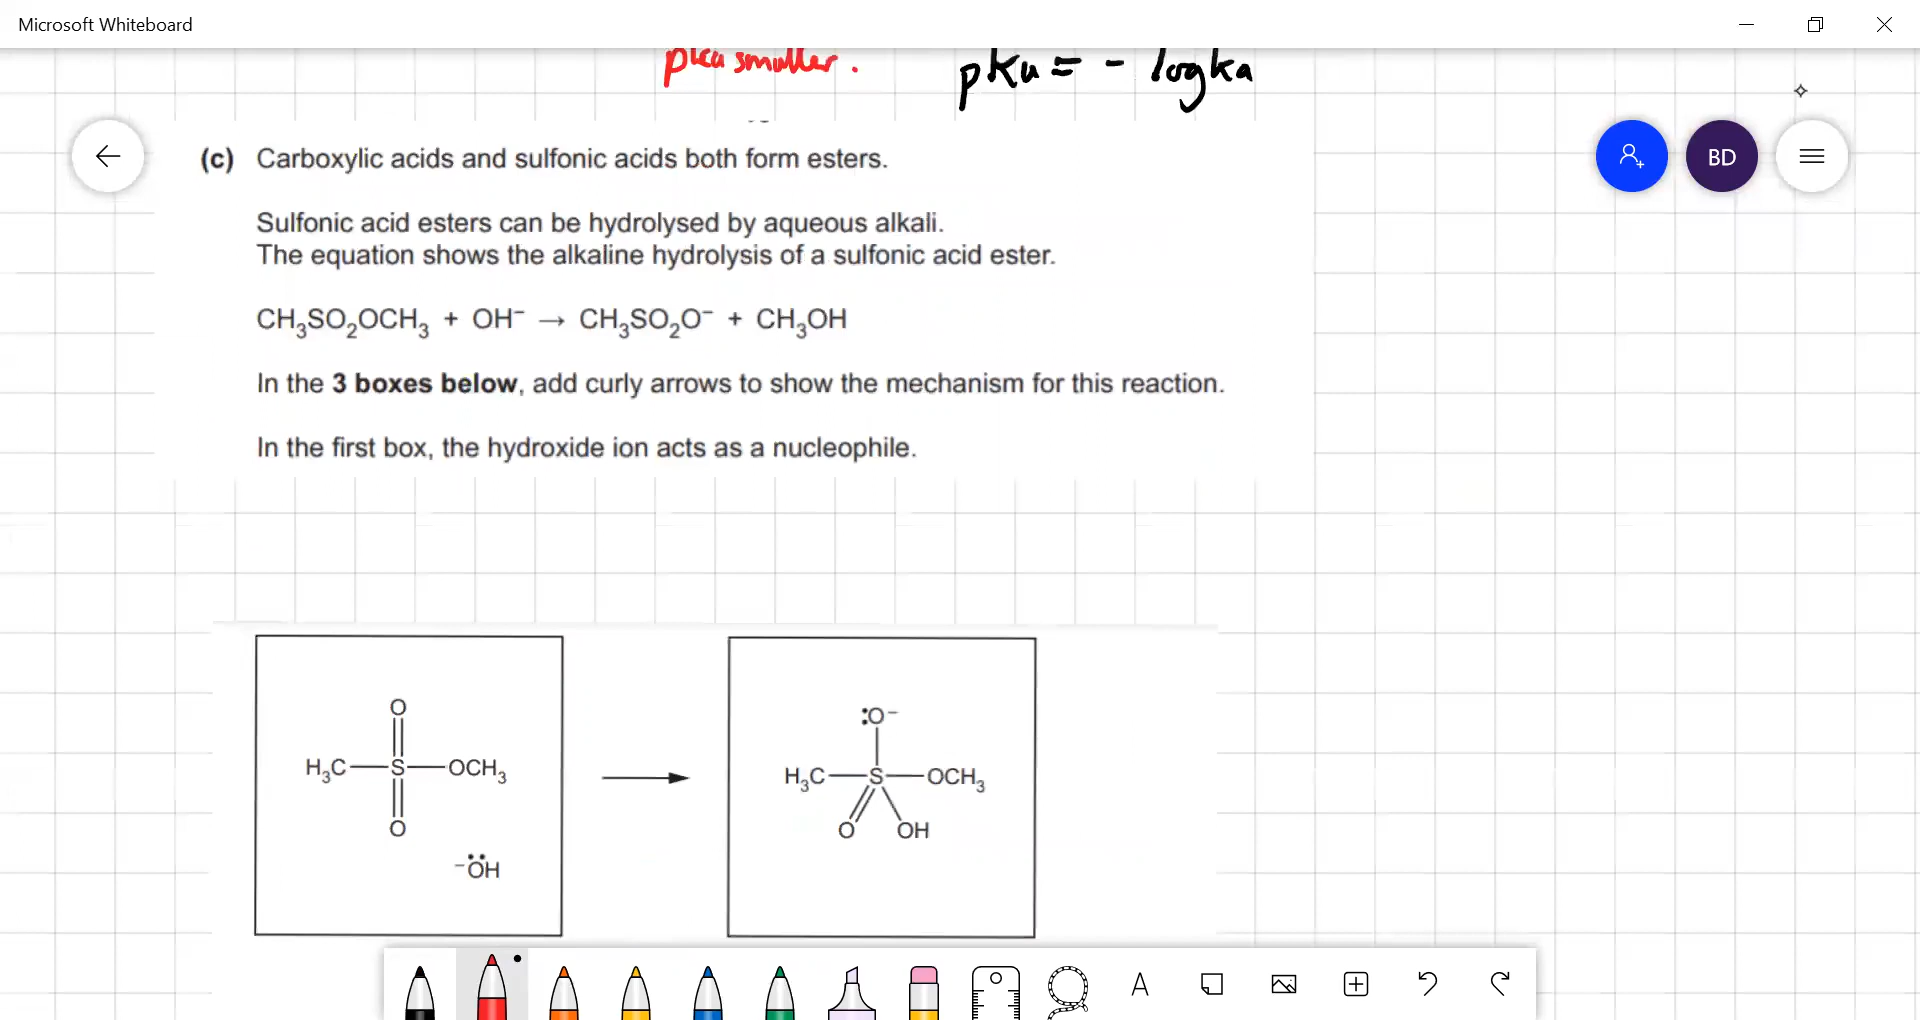 Microsoft Whiteboard
pka smaller. pKa = - logka
(c) Carboxylic acids and sulfonic acids both form esters.
BD
Sulfonic acid esters can be hydrolysed by aqueous alkali.
The equation shows the alkaline hydrolysis of a sulfonic acid ester.
CH₃SO₂OCH₃ + OH⁻ → CH₃SO₂O⁻ + CH₃OH
In the 3 boxes below, add curly arrows to show the mechanism for this reaction.
In the first box, the hydroxide ion acts as a nucleophile.
O
H₃C—S—OCH₃
O
⁻ÖH
:O⁻
H₃C—S—OCH₃
O OH
A